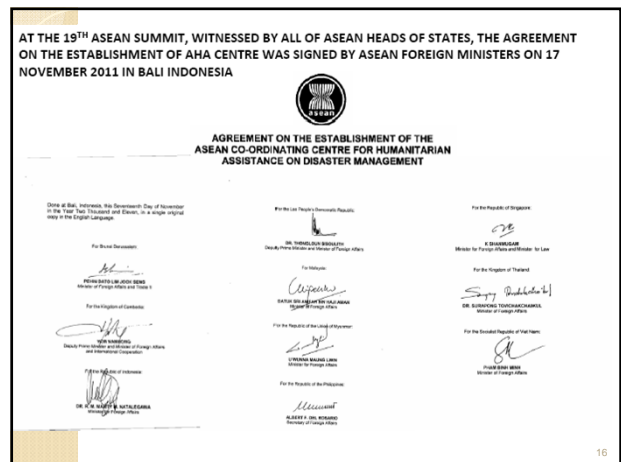 AT THE 19TH ASEAN SUMMIT, WITNESSED BY ALL OF ASEAN HEADS OF STATES, THE AGREEMENT
ON THE ESTABLISHMENT OF AHA CENTRE WAS SIGNED BY ASEAN FOREIGN MINISTERS ON 17
NOVEMBER 2011 IN BALI INDONESIA
asean
AGREEMENT ON THE ESTABLISHMENT OF THE
ASEAN CO-ORDINATING CENTRE FOR HUMANITARIAN
ASSISTANCE ON DISASTER MANAGEMENT
Done at Bali, Indonesia, this Seventeenth Day of November
in the Year Two Thousand and Eleven, in a single original
copy in the English Language.
For Brunei Darussalam:
PEHIN DATO LIM JOCK SENG
Minister of Foreign Affairs and Trade II
For the Kingdom of Cambodia:
HOR NAMHONG
Deputy Prime Minister and Minister of Foreign Affairs
and International Cooperation
For the Republic of Indonesia:
DR. R. M. MARTY M. NATALEGAWA
Minister of Foreign Affairs
For the Lao People's Democratic Republic:
DR. THONGLOUN SISOULITH
Deputy Prime Minister and Minister of Foreign Affairs
For Malaysia:
DATO' SRI ANIFAH BIN HAJI AMAN
Minister of Foreign Affairs
For the Republic of the Union of Myanmar:
U WUNNA MAUNG LWIN
Minister for Foreign Affairs
For the Republic of the Philippines:
ALBERT F. DEL ROSARIO
Secretary of Foreign Affairs
For the Republic of Singapore:
K SHANMUGAM
Minister for Foreign Affairs and Minister for Law
For the Kingdom of Thailand:
DR. SURAPONG TOVICHAKCHAIKUL
Minister of Foreign Affairs
For the Socialist Republic of Viet Nam:
PHAM BINH MINH
Minister of Foreign Affairs
16